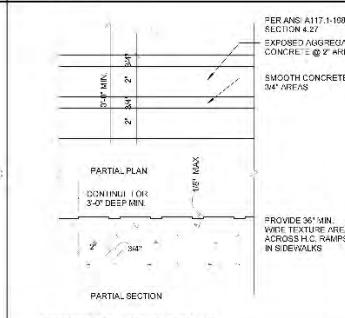 PER ANSI A117.1-198
SECTION 4.27
EXPOSED AGGREGA
CONCRETE @ 2" ARE
SMOOTH CONCRETE
3/4" AREAS
3'-0" MIN.
3/4"
2"
3/4"
2"
PARTIAL PLAN
CONTINUE FOR
3'-0" DEEP MIN.
1/8" MAX
2"
3/4"
PROVIDE 36" MIN.
WIDE TEXTURE AREA
ACROSS H.C. RAMPS
IN SIDEWALKS
PARTIAL SECTION